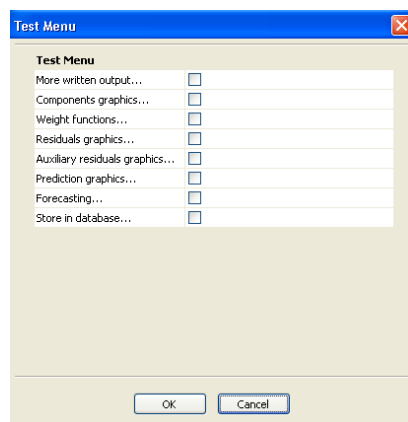 Test Menu
Test Menu
More written output...
Components graphics...
Weight functions...
Residuals graphics...
Auxiliary residuals graphics...
Prediction graphics...
Forecasting...
Store in database...
OK Cancel